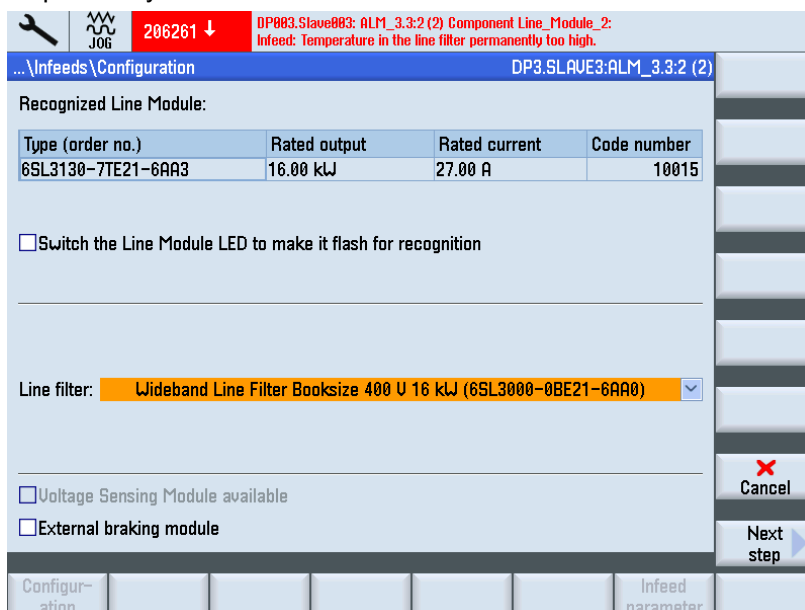 JOG
206261
DP003.Slave003: ALM_3.3:2 (2) Component Line_Module_2:
Infeed: Temperature in the line filter permanently too high.
...\Infeeds\Configuration
DP3.SLAVE3:ALM_3.3:2 (2)
Recognized Line Module:
Type (order no.) Rated output Rated current Code number
6SL3130-7TE21-6AA3 16.00 kW 27.00 A 10015
Switch the Line Module LED to make it flash for recognition
Line filter: Wideband Line Filter Booksize 400 V 16 kW (6SL3000-0BE21-6AA0)
Voltage Sensing Module available
External braking module
Cancel
Next
step
Configur-
ation
Infeed
parameter